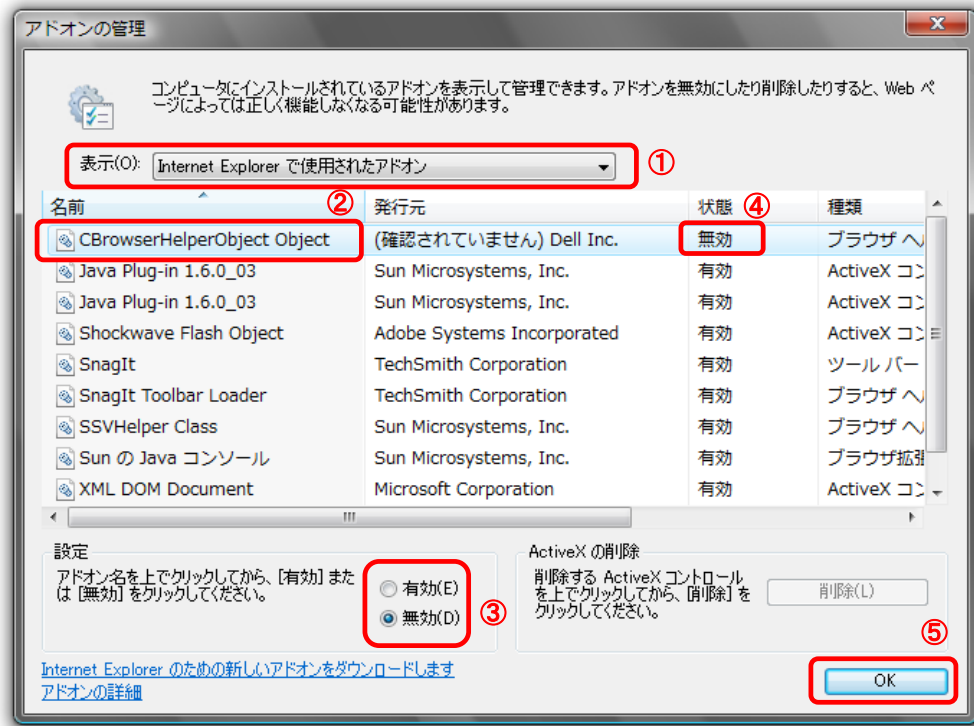 アドオンの管理
コンピュータにインストールされているアドオンを表示して管理できます。アドオンを無効にしたり削除したりすると、Web ペ
ージによっては正しく機能しなくなる可能性があります。
表示(O): Internet Explorer で使用されたアドオン ①
名前 ② 発行元 状態 ④ 種類
CBrowserHelperObject Object (確認されていません) Dell Inc. 無効 ブラウザ ヘ
Java Plug-in 1.6.0_03 Sun Microsystems, Inc. 有効 ActiveX コン
Java Plug-in 1.6.0_03 Sun Microsystems, Inc. 有効 ActiveX コン
Shockwave Flash Object Adobe Systems Incorporated 有効 ActiveX コン
SnagIt TechSmith Corporation 有効 ツール バー
SnagIt Toolbar Loader TechSmith Corporation 有効 ブラウザ ヘ
SSVHelper Class Sun Microsystems, Inc. 有効 ブラウザ ヘ
Sun の Java コンソール Sun Microsystems, Inc. 有効 ブラウザ拡張
XML DOM Document Microsoft Corporation 有効 ActiveX コン
設定
アドオン名を上でクリックしてから、[有効] また
は [無効] をクリックしてください。
有効(E)
無効(D) ③
ActiveX の削除
削除する ActiveX コントロール
を上でクリックしてから、[削除] を
クリックしてください。
削除(L)
⑤
Internet Explorer のための新しいアドオンをダウンロードします
アドオンの詳細
OK